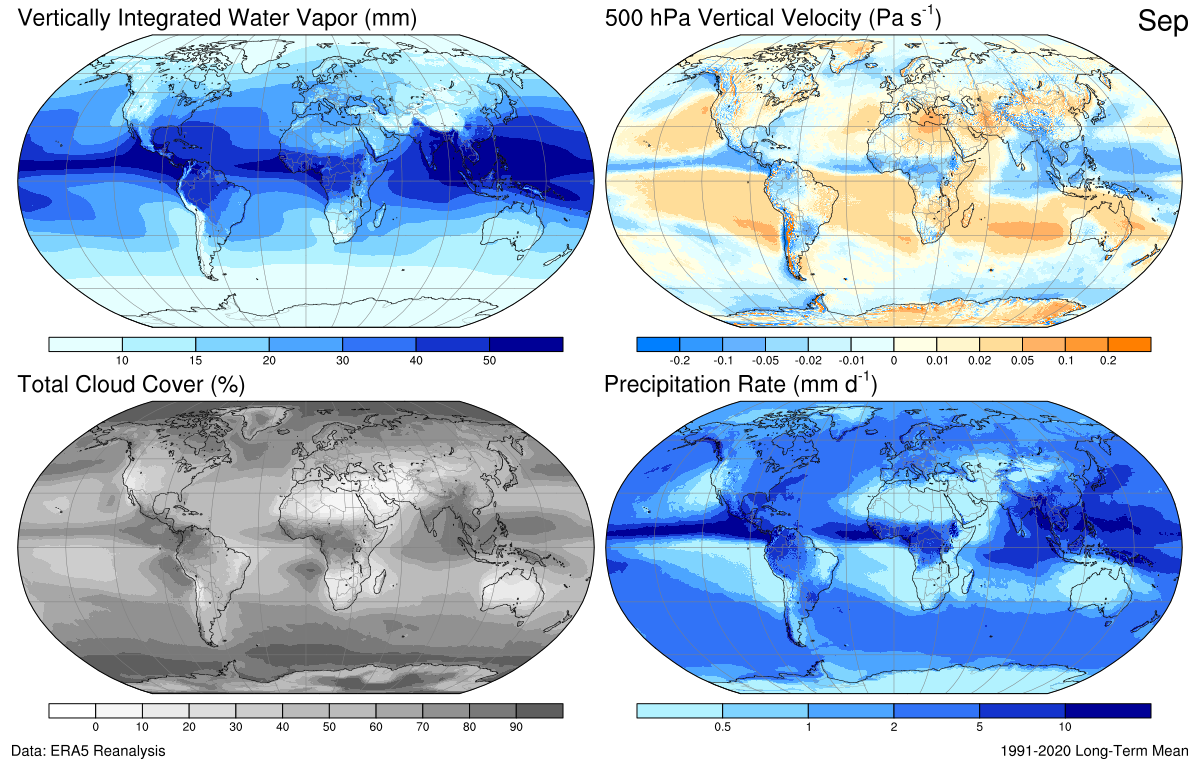 Vertically Integrated Water Vapor (mm)
500 hPa Vertical Velocity (Pa s-1)
Sep
10 15 20 30 40 50
-0.2 -0.1 -0.05 -0.02 -0.01 0 0.01 0.02 0.05 0.1 0.2
Total Cloud Cover (%)
Precipitation Rate (mm d-1)
0 10 20 30 40 50 60 70 80 90
0.5 1 2 5 10
Data: ERA5 Reanalysis
1991-2020 Long-Term Mean